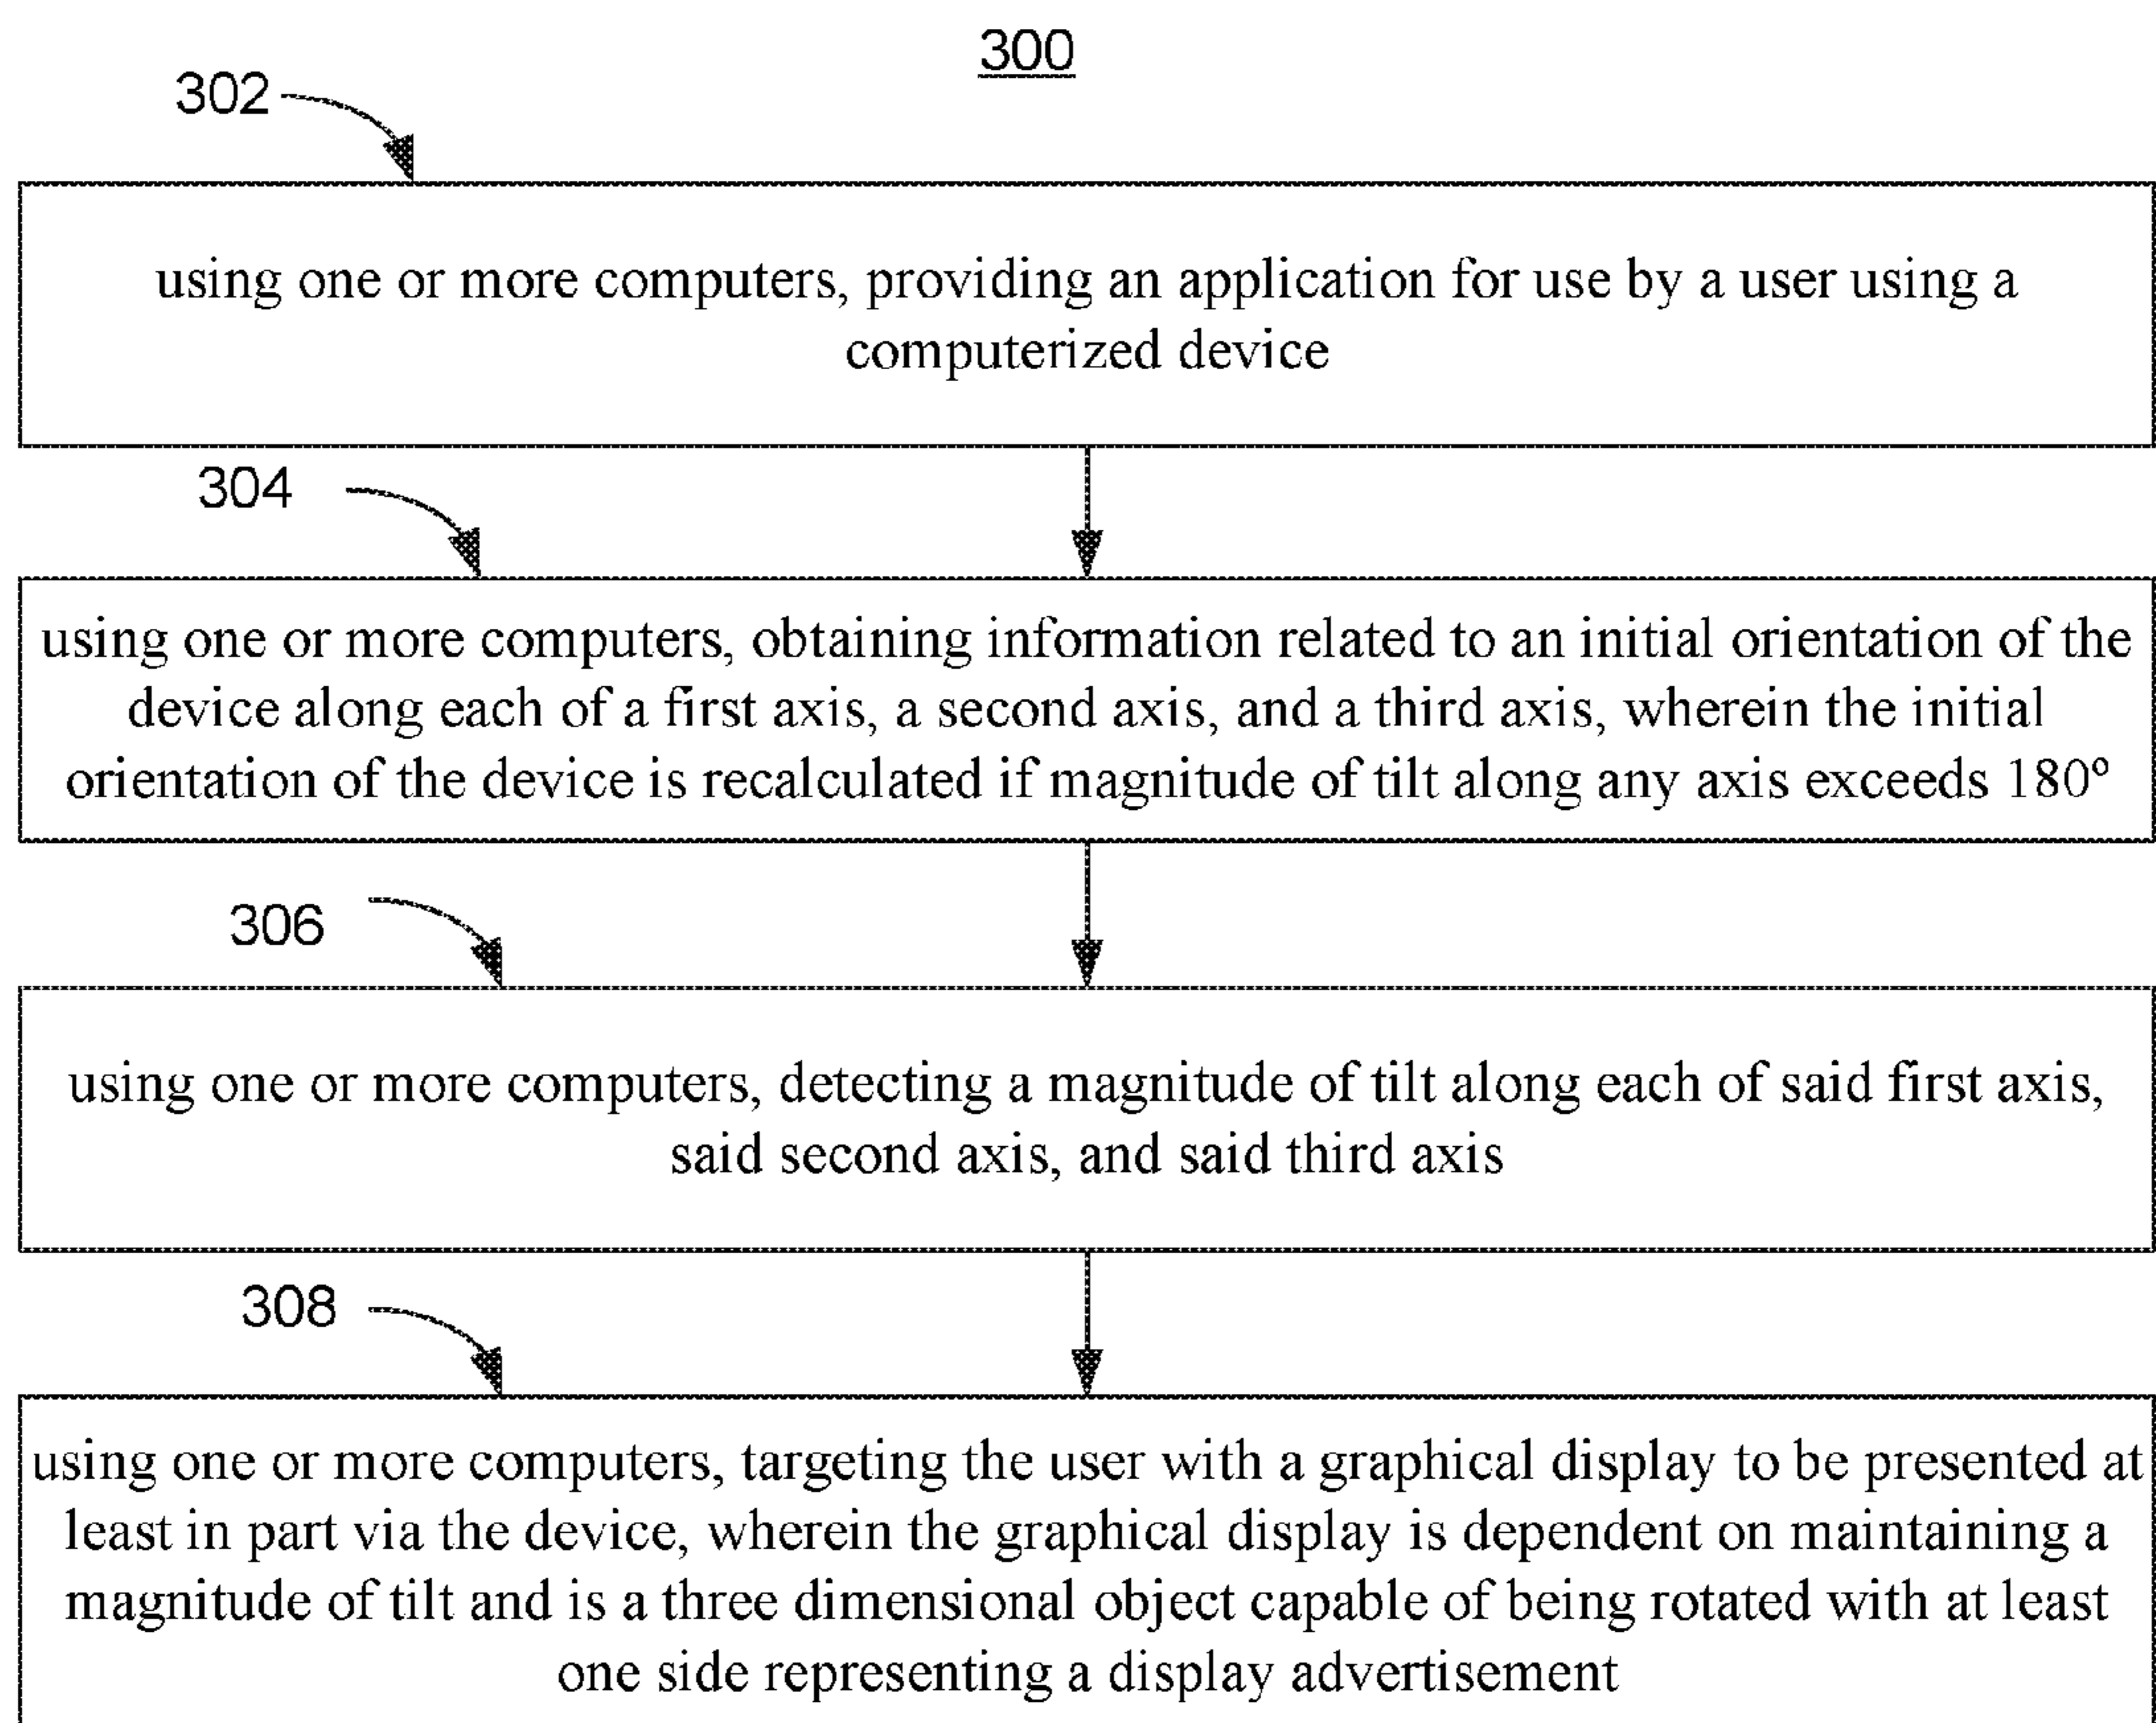 300
302
using one or more computers, providing an application for use by a user using a
computerized device
304
using one or more computers, obtaining information related to an initial orientation of the
device along each of a first axis, a second axis, and a third axis, wherein the initial
orientation of the device is recalculated if magnitude of tilt along any axis exceeds 180º
306
using one or more computers, detecting a magnitude of tilt along each of said first axis,
said second axis, and said third axis
308
using one or more computers, targeting the user with a graphical display to be presented at
least in part via the device, wherein the graphical display is dependent on maintaining a
magnitude of tilt and is a three dimensional object capable of being rotated with at least
one side representing a display advertisement